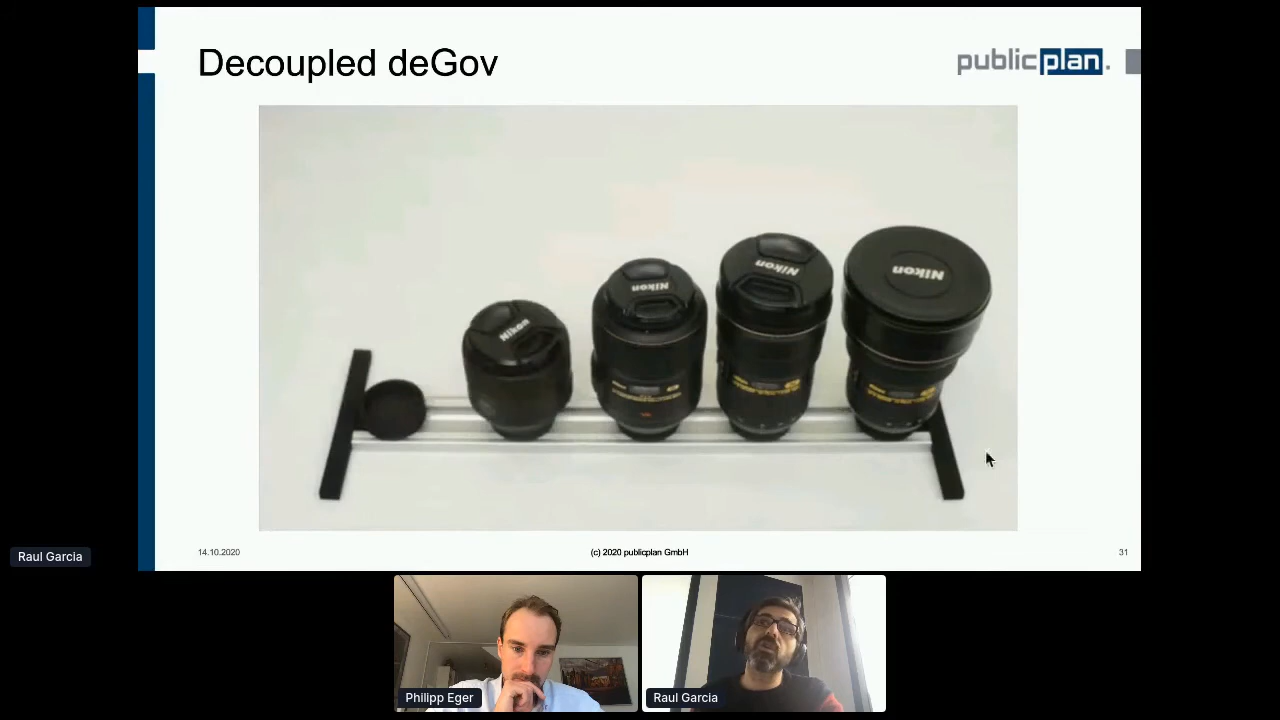 Decoupled deGov
publicplan.
Nikon
Nikon
Nikon
Nikon
14.10.2020
(c) 2020 publicplan GmbH
31
Raul Garcia
Philipp Eger
Raul Garcia